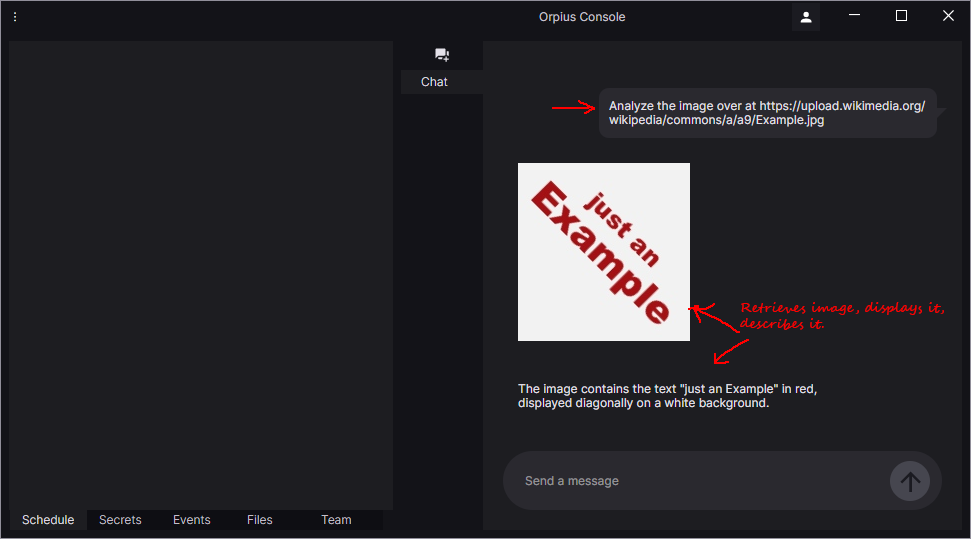 Orpius Console
Chat
Analyze the image over at https://upload.wikimedia.org/
wikipedia/commons/a/a9/Example.jpg
just an
Example
Retrieves image, displays it,
describes it.
The image contains the text "just an Example" in red,
displayed diagonally on a white background.
Send a message
Schedule Secrets Events Files Team